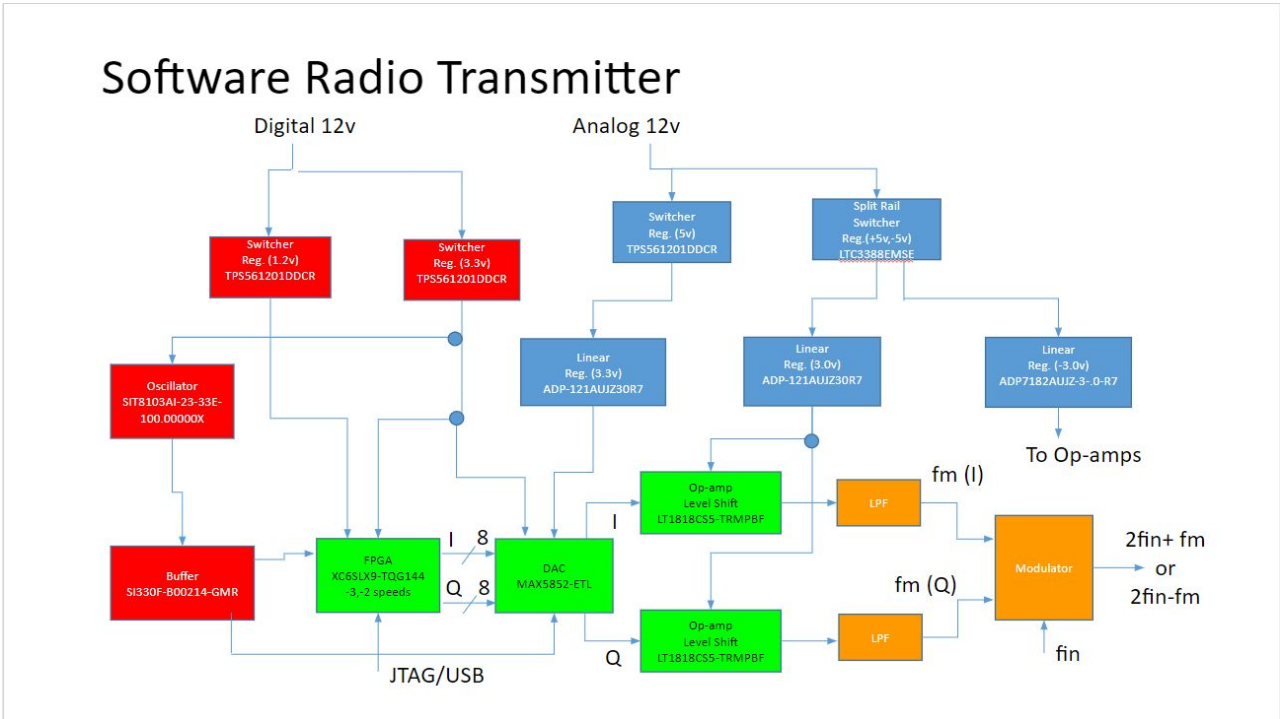 Software Radio Transmitter
Digital 12v
Analog 12v
Switcher
Reg. (1.2v)
TPS561201DDCR
Switcher
Reg. (3.3v)
TPS561201DDCR
Switcher
Reg. (5v)
TPS561201DDCR
Split Rail
Switcher
Reg.(+5v,-5v)
LTC3388EMSE
Oscillator
SIT8103AI-23-33E-
100.00000X
Linear
Reg. (3.3v)
ADP-121AUJZ30R7
Linear
Reg. (3.0v)
ADP-121AUJZ30R7
Linear
Reg. (-3.0v)
ADP7182AUJZ-3-.0-R7
To Op-amps
Buffer
SI330F-B00214-GMR
FPGA
XC6SLX9-TQG144
-3,-2 speeds
I
8
Q
8
DAC
MAX5852-ETL
I
Q
Op-amp
Level Shift
LT1818CS5-TRMPBF
Op-amp
Level Shift
LT1818CS5-TRMPBF
LPF
LPF
fm (I)
fm (Q)
Modulator
2fin+ fm
or
2fin-fm
fin
JTAG/USB